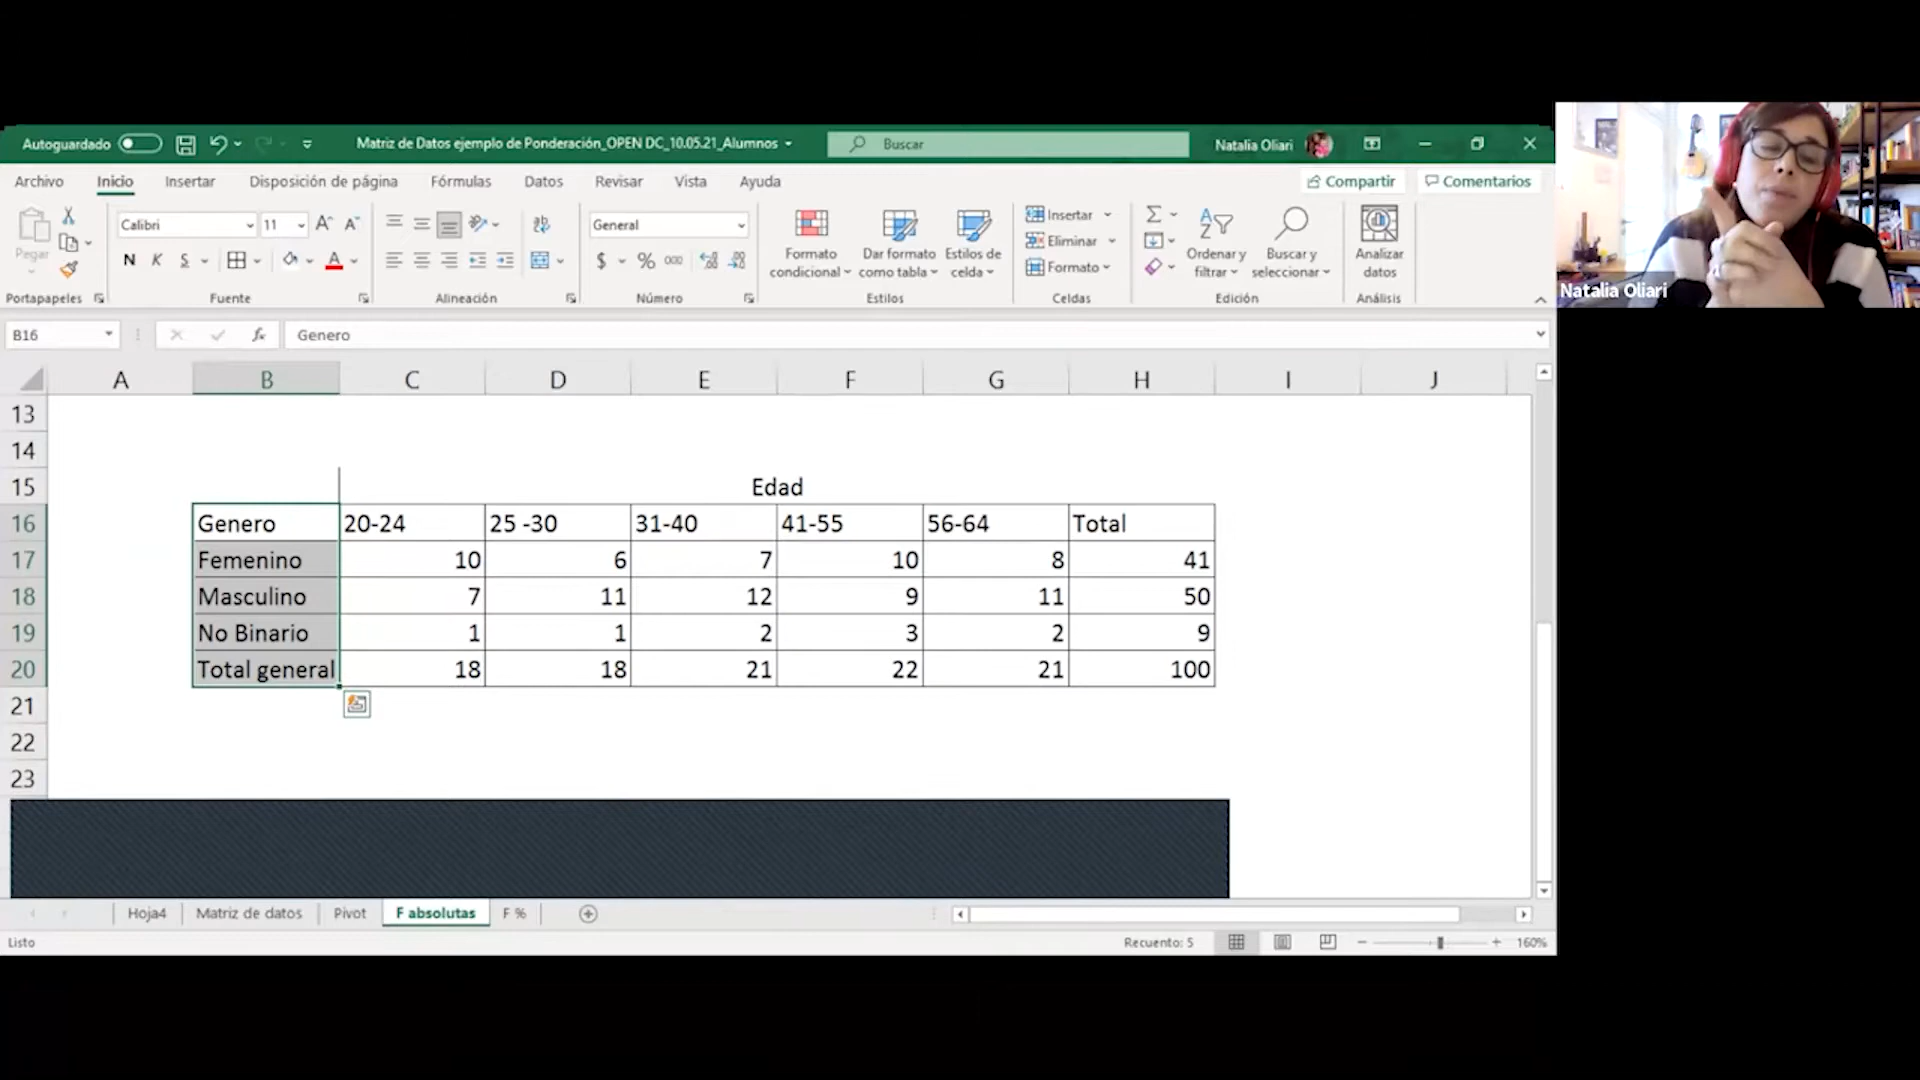 Autoguardado
Matriz de Datos ejemplo de Ponderación_OPEN DC_10.05.21_Alumnos
Buscar
Natalia Oliari
Archivo Inicio Insertar Disposición de página Fórmulas Datos Revisar Vista Ayuda Compartir Comentarios
Pegar
Calibri 11
N K S
General
$ % 000
Formato condicional
Dar formato como tabla
Estilos de celda
Insertar
Eliminar
Formato
Ordenar y filtrar
Buscar y seleccionar
Analizar datos
Portapapeles Fuente Alineación Número Estilos Celdas Edición Análisis
Natalia Oliari
B16 fx Genero
A B C D E F G H I J
13
14
15 Edad
16 Genero 20-24 25 -30 31-40 41-55 56-64 Total
17 Femenino 10 6 7 10 8 41
18 Masculino 7 11 12 9 11 50
19 No Binario 1 1 2 3 2 9
20 Total general 18 18 21 22 21 100
21
22
23
Hoja4 Matriz de datos Pivot F absolutas F %
Listo Recuento: 5 160%